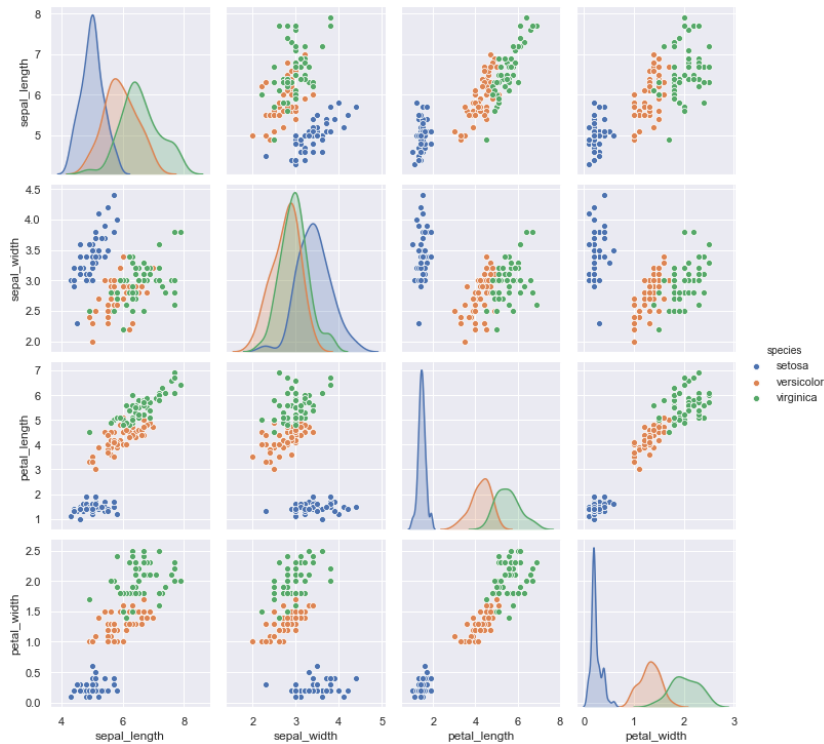 8
7
6
5
sepal_length
4.5
4.0
3.5
3.0
2.5
2.0
sepal_width
species
setosa
versicolor
virginica
7
6
5
4
3
2
1
petal_length
2.5
2.0
1.5
1.0
0.5
0.0
petal_width
4 6 8 2 3 4 5 2 4 6 8 0 1 2 3
sepal_length sepal_width petal_length petal_width